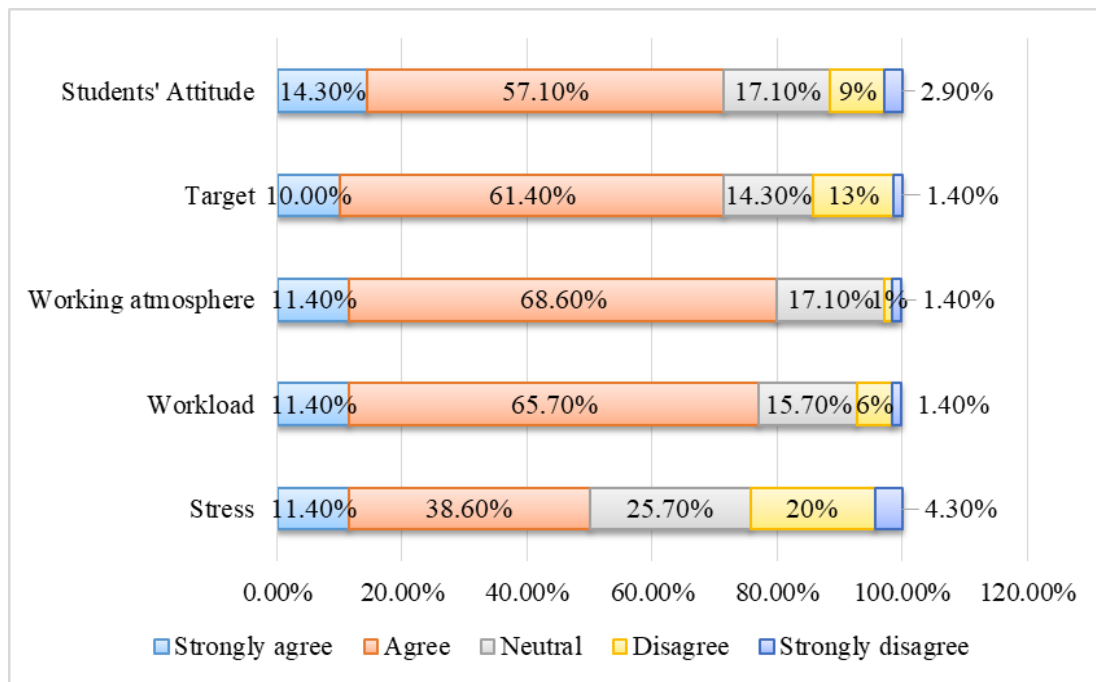 Students' Attitude 14.30% 57.10% 17.10% 9% 2.90%
Target 10.00% 61.40% 14.30% 13% 1.40%
Working atmosphere 11.40% 68.60% 17.10% 1% 1.40%
Workload 11.40% 65.70% 15.70% 6% 1.40%
Stress 11.40% 38.60% 25.70% 20% 4.30%
0.00% 20.00% 40.00% 60.00% 80.00% 100.00% 120.00%
Strongly agree Agree Neutral Disagree Strongly disagree